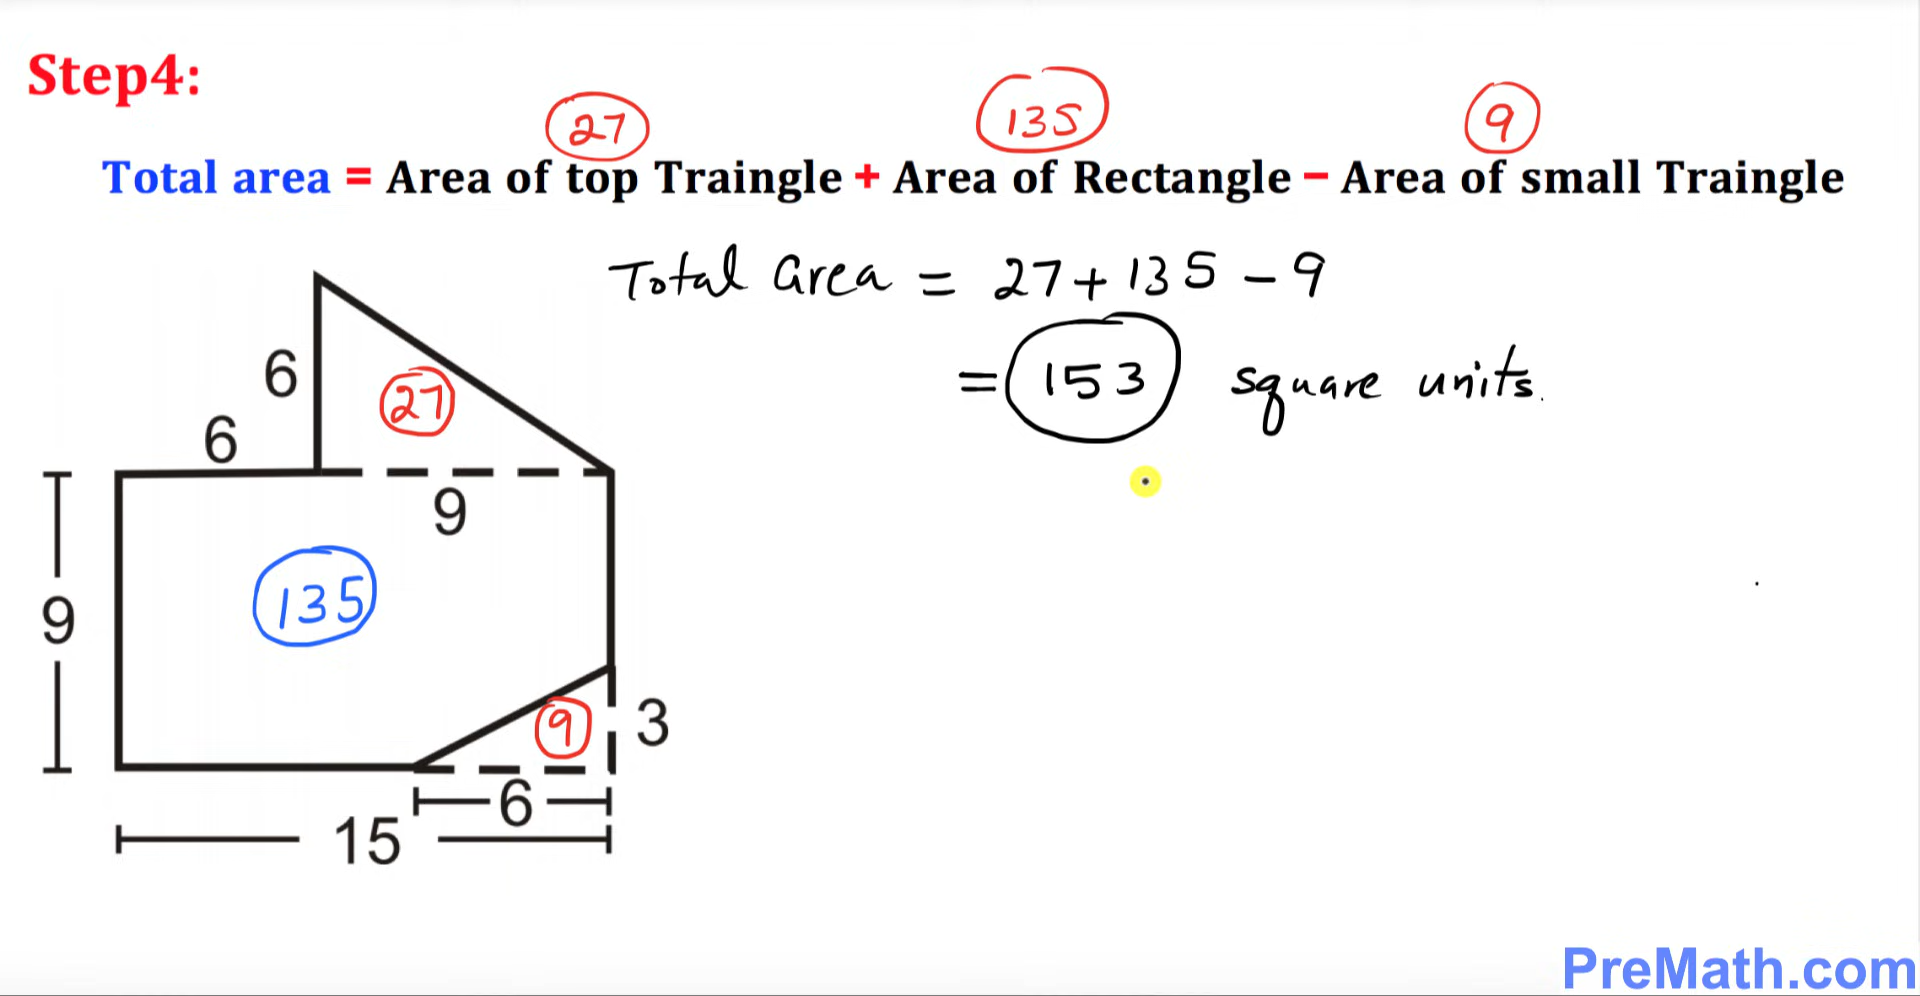 Step4:
27 135 9
Total area = Area of top Traingle + Area of Rectangle – Area of small Traingle
Total area = 27 + 135 - 9
= 153 square units.
6
27
6
9
135
9
9
3
6
15
PreMath.com